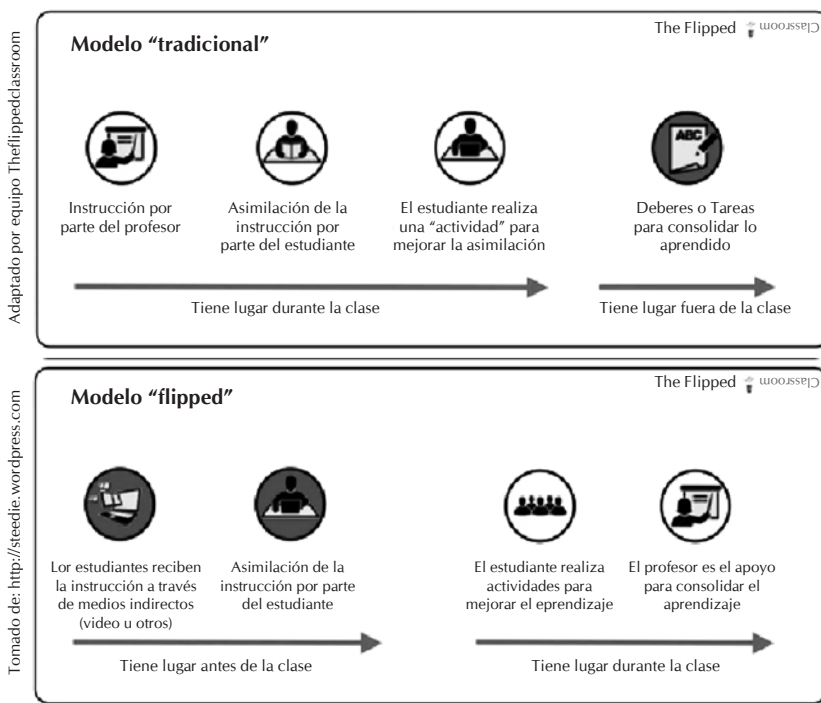 Adaptado por equipo Theflippedclassroom
Modelo “tradicional”
The Flipped Classroom
ABC
Instrucción por
parte del profesor
Asimilación de la
instrucción por
parte del estudiante
El estudiante realiza
una “actividad” para
mejorar la asimilación
Deberes o Tareas
para consolidar lo
aprendido
Tiene lugar durante la clase
Tiene lugar fuera de la clase
Tomado de: http://steedie.wordpress.com
Modelo “flipped”
The Flipped Classroom
Lor estudiantes reciben
la instrucción a través
de medios indirectos
(video u otros)
Asimilación de la
instrucción por parte
del estudiante
El estudiante realiza
actividades para
mejorar el eprendizaje
El profesor es el apoyo
para consolidar el
aprendizaje
Tiene lugar antes de la clase
Tiene lugar durante la clase